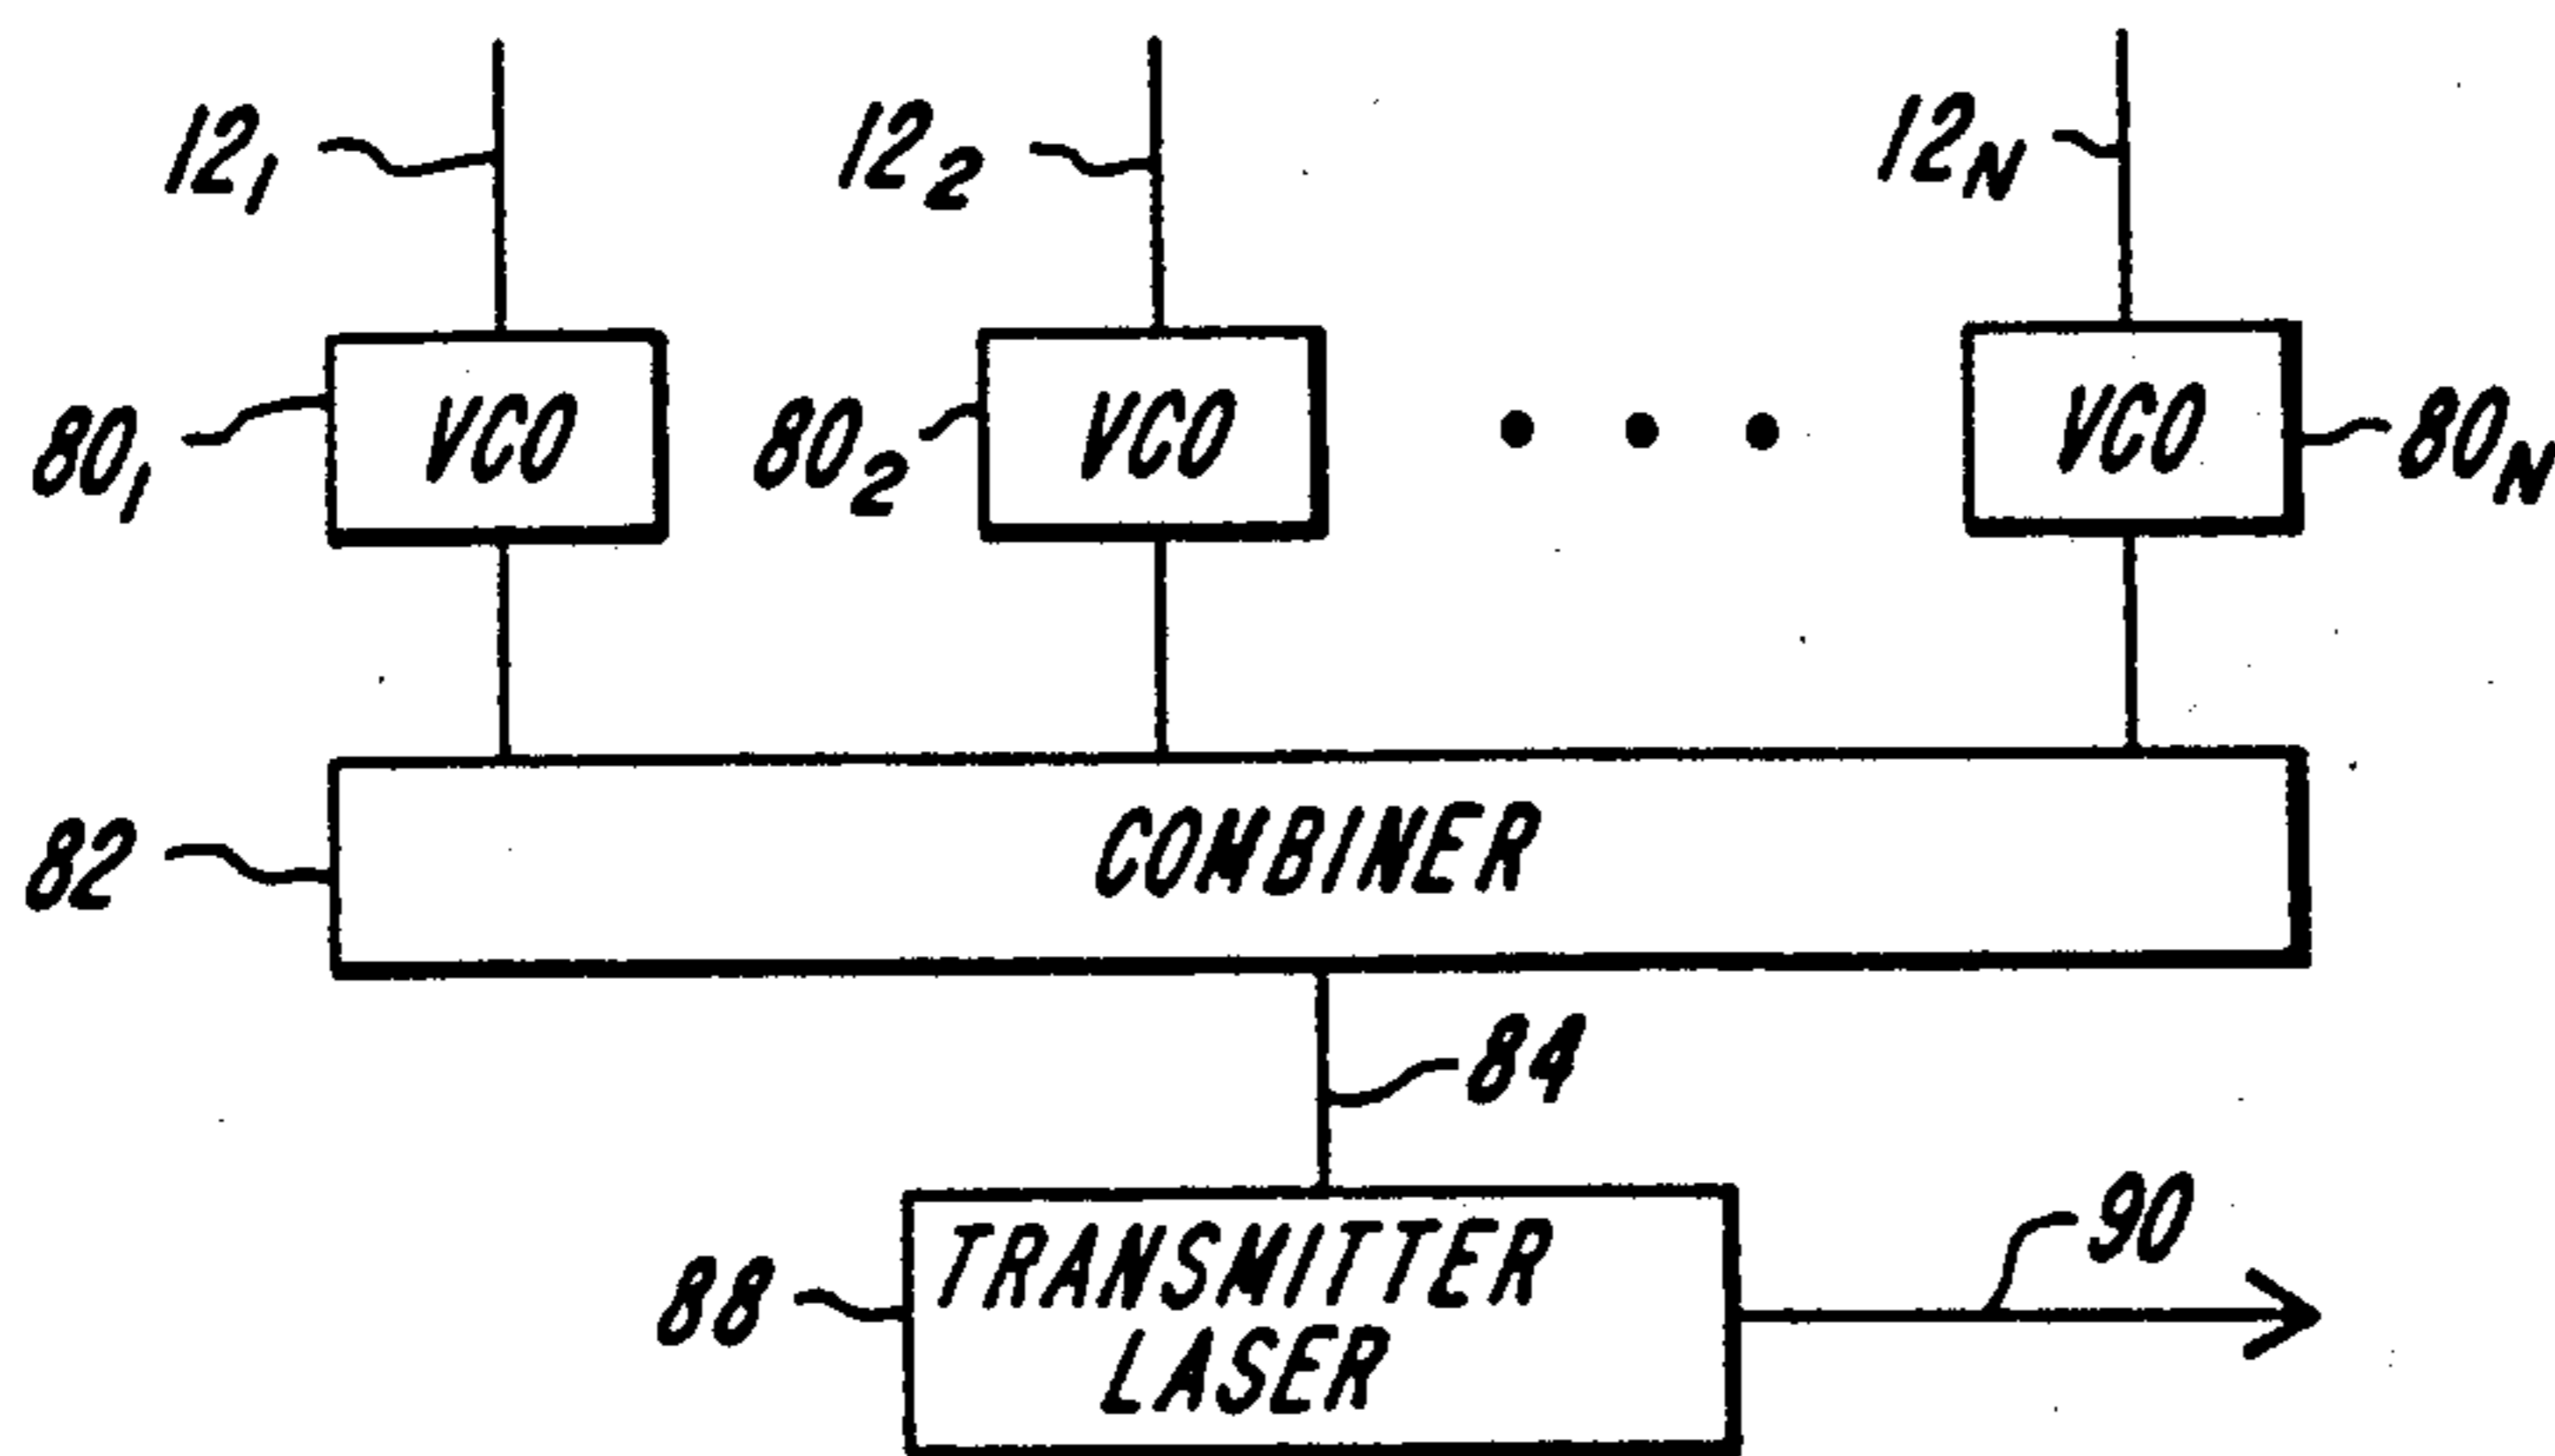 12₁ 12₂ 12N
80₁ VCO 80₂ VCO VCO 80N
82 COMBINER
84
88 TRANSMITTER 90
LASER